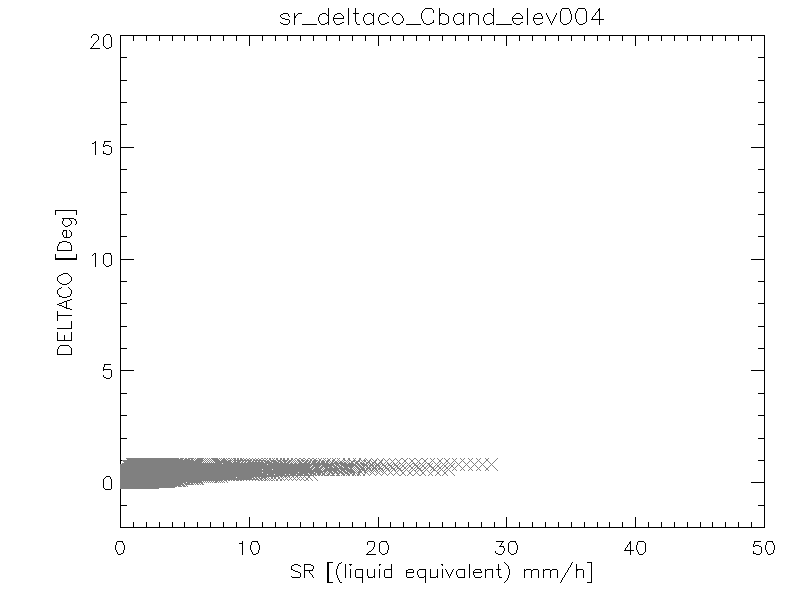 sr_deltaco_Cband_elev004
20
15
10
5
0
DELTACO [Deg]
0 10 20 30 40 50
SR [(liquid equivalent) mm/h]